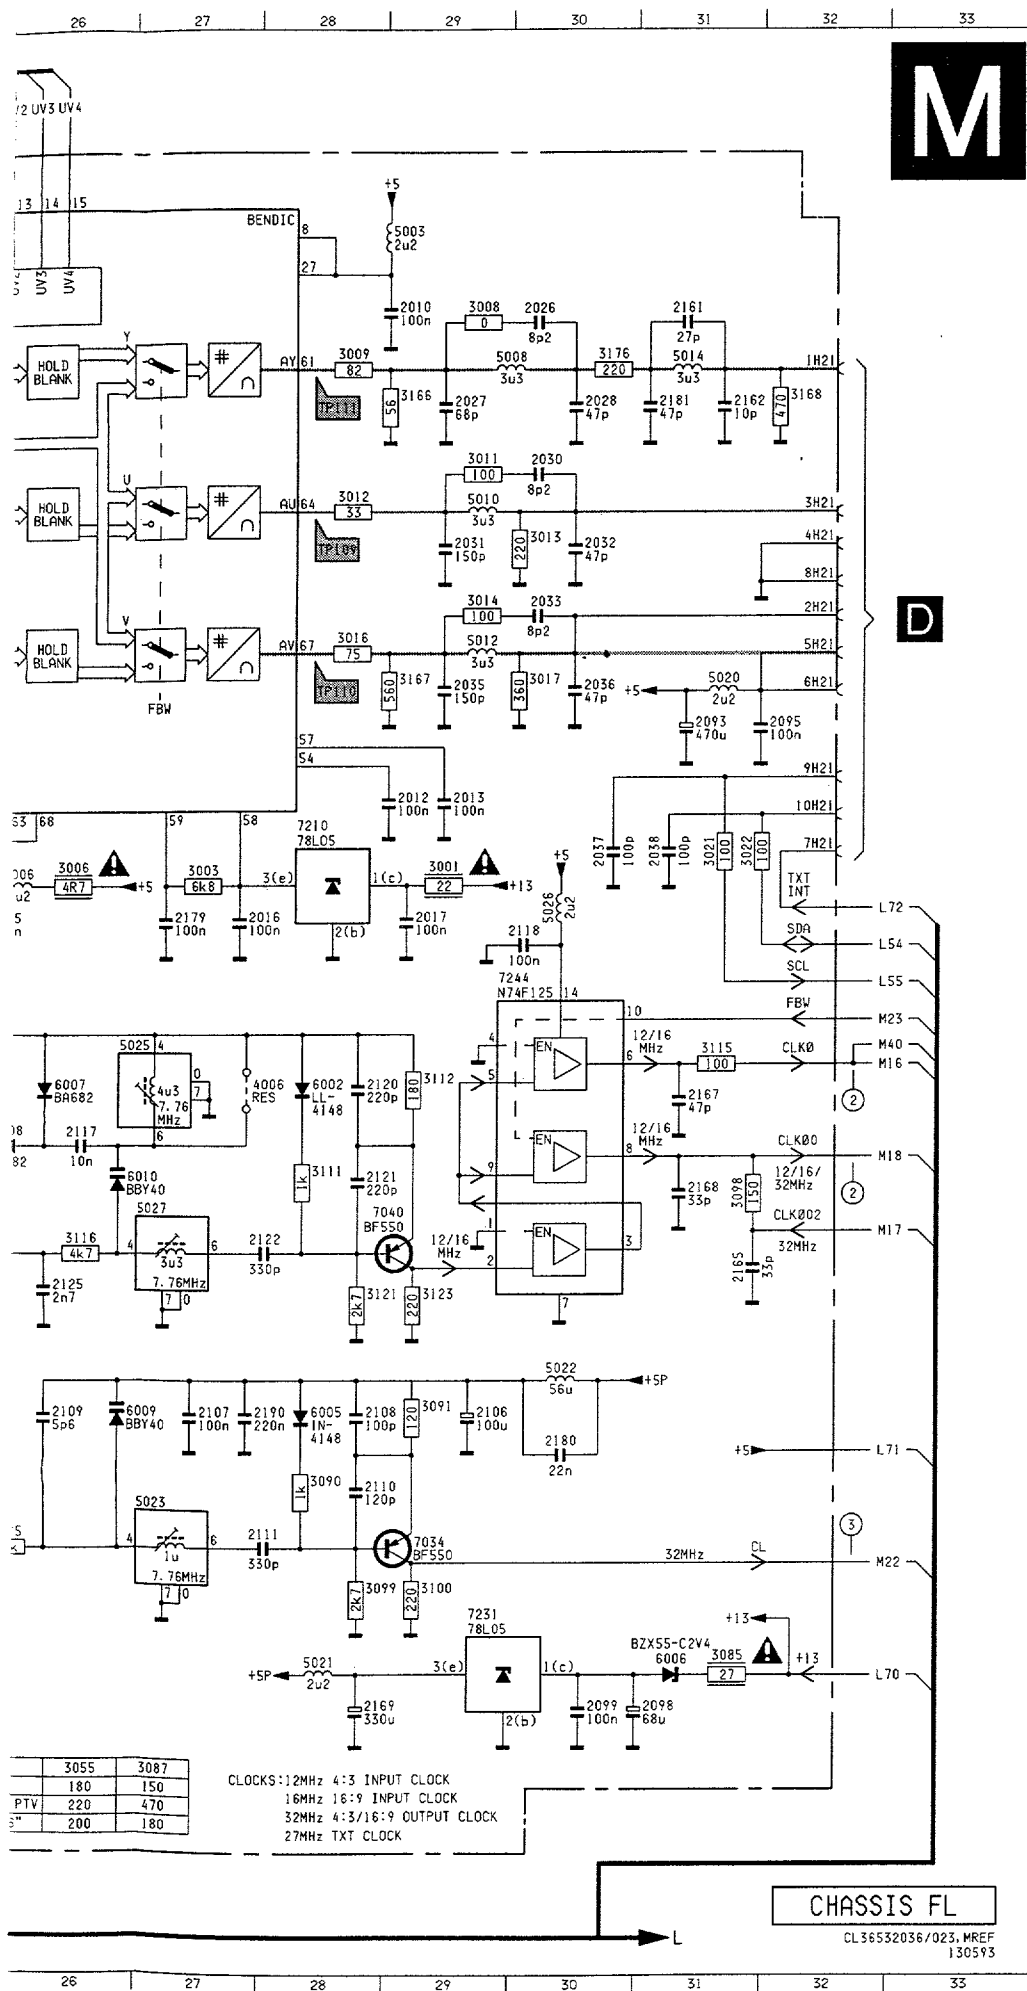 26 27 28 29 30 31 32 33
M
/2 UV3 UV4
+5
13 14 15
BENDIC
8
5003
2u2
UV3
UV4
27
2010
100n
3008
0
2026
8p2
2161
27p
Y
HOLD
BLANK
AY 61
3009
82
5008
3u3
3176
220
5014
3u3
1H21
TP111
56
3166
2027
68p
2028
47p
2181
47p
2162
10p
470
3168
3011
100
2030
8p2
U
HOLD
BLANK
AU 64
3012
33
5010
3u3
3H21
TP109
2031
150p
220
3013
2032
47p
4H21
8H21
3014
100
2033
8p2
2H21
D
V
HOLD
BLANK
AV 67
3016
75
5012
3u3
5H21
TP110
560
3167
2035
150p
360
3017
2036
47p
+5
5020
2u2
6H21
FBW
2093
470u
2095
100n
57
54
9H21
2012
100n
2013
100n
10H21
63 68
59
58
7210
78L05
2037
100p
2038
100p
3021
100
3022
100
7H21
006
u2
3006
4R7
+5
3003
6k8
3(e)
1(c)
3001
22
+13
+5
5026
2u2
TXT
INT
L72
5
n
2179
100n
2016
100n
2(b)
2017
100n
2118
100n
SDA
L54
7244
N74F125
14
SCL
L55
10
FBW
M23
5025
4
4
EN
12/16
MHz
3115
100
CLK0
M40
M16
6
6007
BA682
4u3
7.76
MHz
0
7
4006
RES
6002
LL-
4148
2120
220p
3112
180
5
2167
47p
2
08
82
2117
10n
6
EN
12/16
MHz
8
CLK00
M18
6010
BBY40
1k
3111
2121
220p
9
2168
33p
3098
150
12/16/
32MHz
2
5027
7040
BF550
1
EN
CLK002
M17
3116
4k7
4
3u3
6
2122
330p
12/16
MHz
2
3
32MHz
2125
2n7
7.76MHz
7 0
2k7
3121
220
3123
7
2165
33p
5022
56u
+5P
2109
5p6
6009
BBY40
2107
100n
2190
220n
6005
IN-
4148
2108
100p
3091
120
2106
100u
2180
22n
+5
L71
1k
3090
2110
120p
5023
4
1u
6
2111
330p
7034
BF550
3
32MHz
CL
M22
7.76MHz
7 0
2k7
3099
220
3100
7231
78L05
+13
BZX55-C2V4
6006
3085
27
+13
L70
+5P
5021
2u2
3(e)
1(c)
2169
330u
2(b)
2099
100n
2098
68u
3055 3087
180 150
PTV 220 470
200 180
CLOCKS:12MHz 4:3 INPUT CLOCK
16MHz 16:9 INPUT CLOCK
32MHz 4:3/16:9 OUTPUT CLOCK
27MHz TXT CLOCK
CHASSIS FL
L
CL36532036/023.MREF
130593
26 27 28 29 30 31 32 33